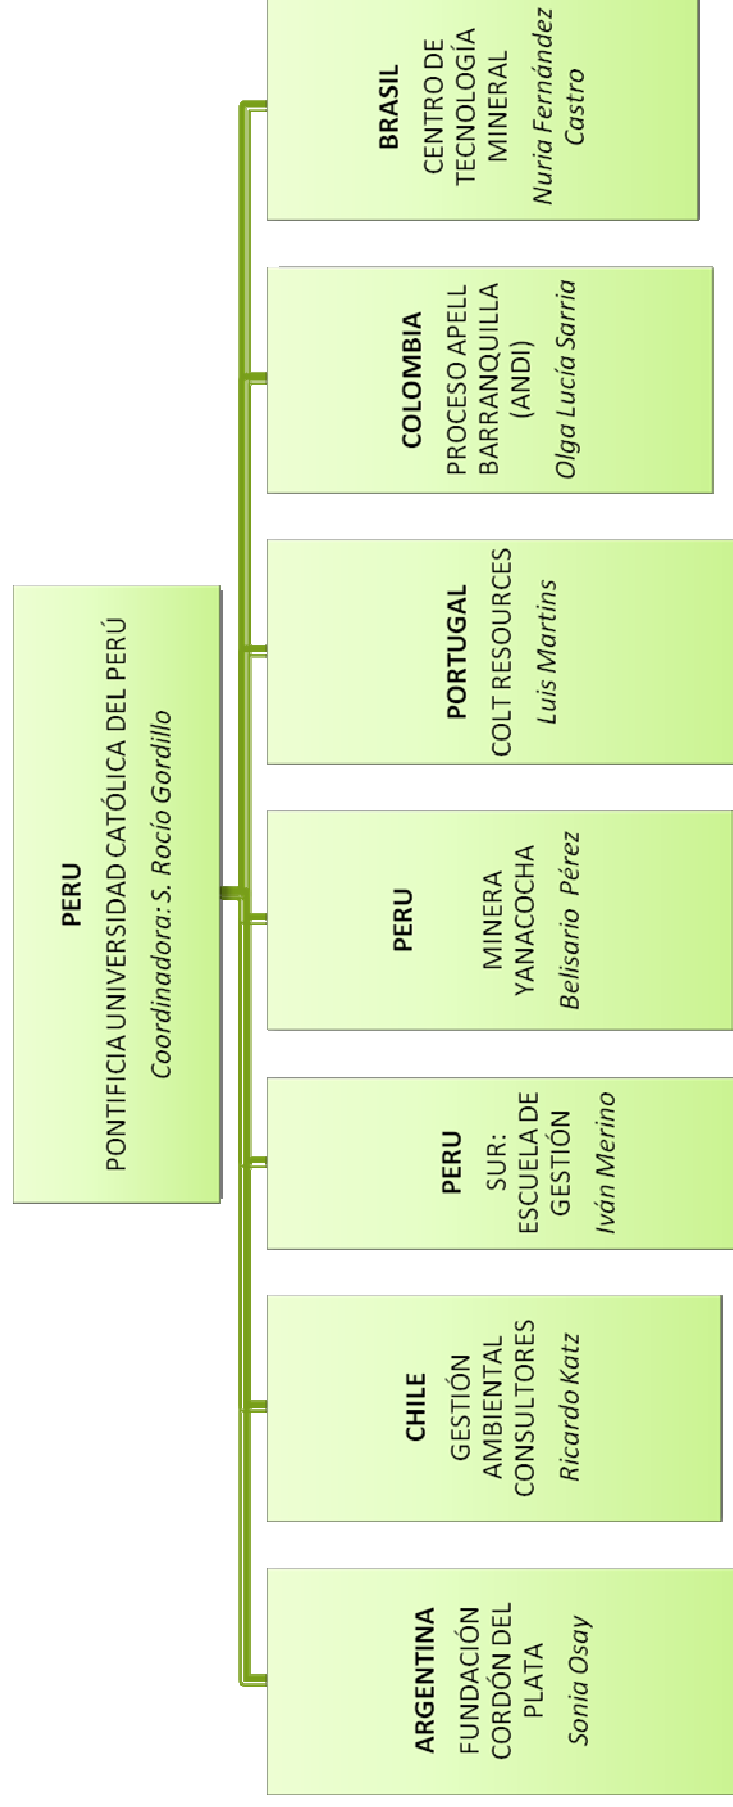 PERU
PONTIFICIA UNIVERSIDAD CATÓLICA DEL PERÚ
Coordinadora: S. Rocío Gordillo
ARGENTINA
FUNDACIÓN
CORDÓN DEL
PLATA
Sonia Osay
CHILE
GESTIÓN
AMBIENTAL
CONSULTORES
Ricardo Katz
PERU
SUR:
ESCUELA DE
GESTIÓN
Iván Merino
PERU
MINERA
YANACOCHA
Belisario Pérez
PORTUGAL
COLT RESOURCES
Luis Martins
COLOMBIA
PROCESO APELL
BARRANQUILLA
(ANDI)
Olga Lucía Sarria
BRASIL
CENTRO DE
TECNOLOGÍA
MINERAL
Nuria Fernández
Castro